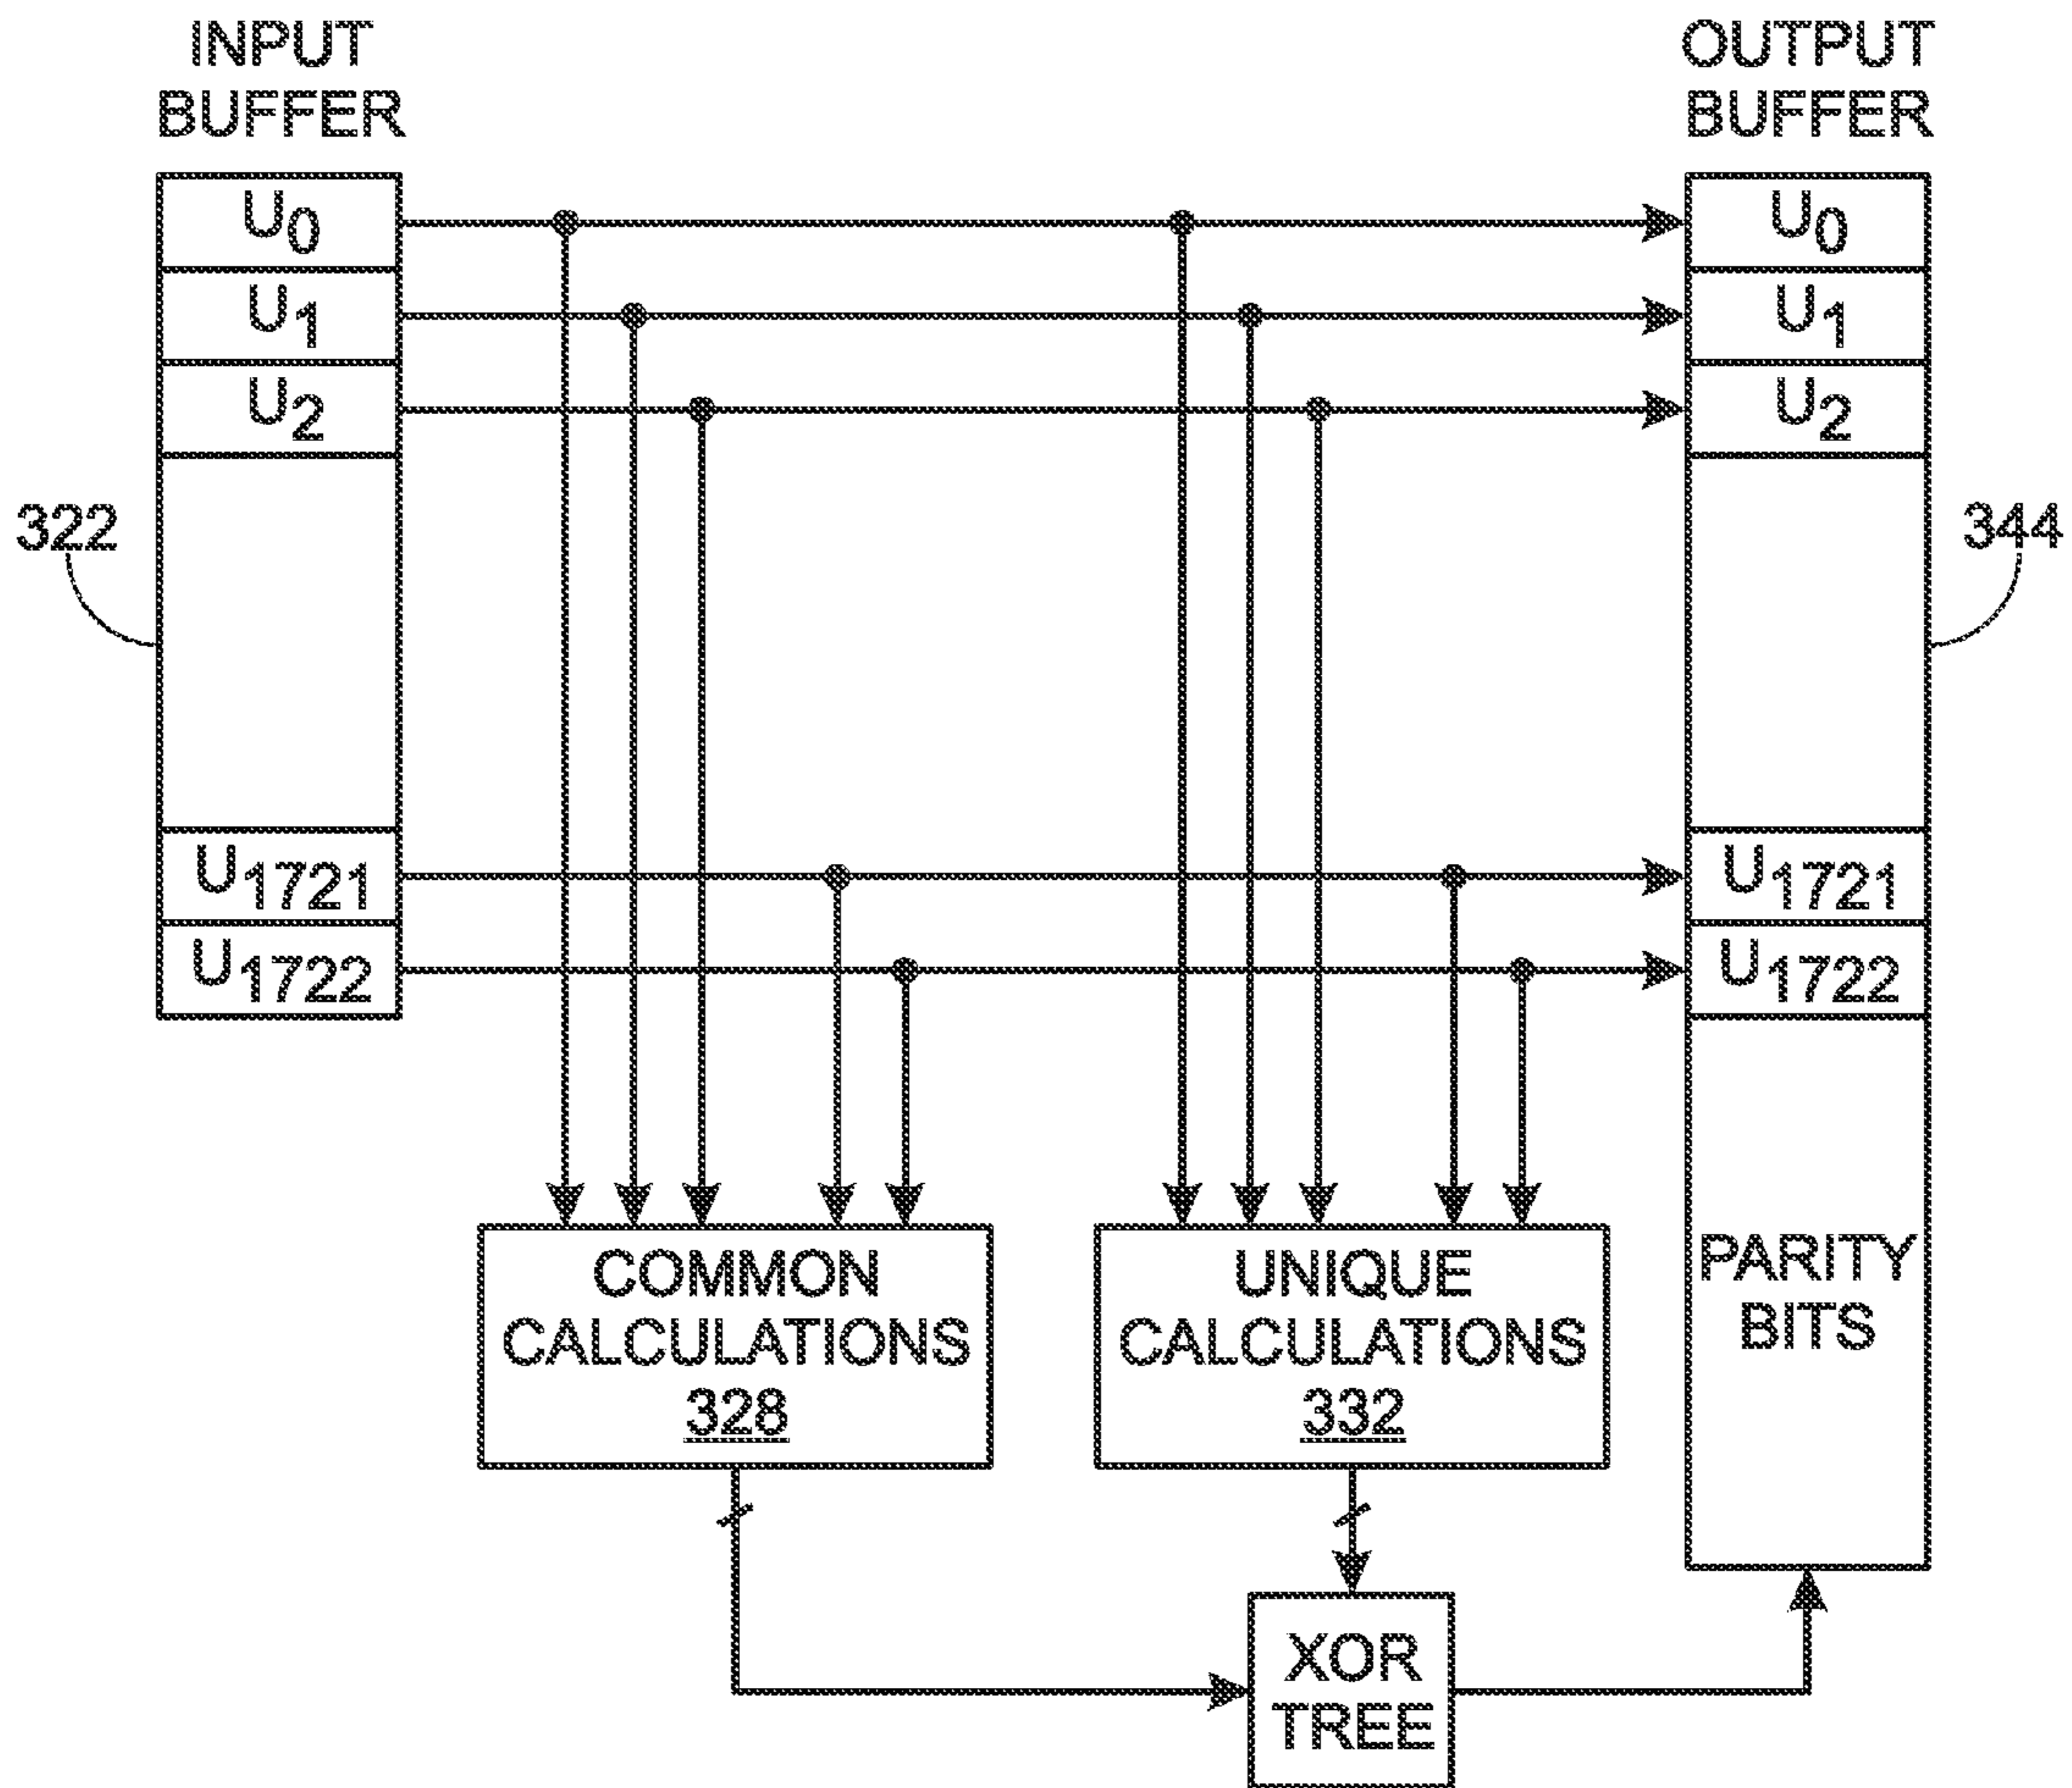 INPUT
BUFFER
OUTPUT
BUFFER
U0
U0
U1
U1
U2
U2
322
344
U1721
U1721
U1722
U1722
COMMON
CALCULATIONS
328
UNIQUE
CALCULATIONS
332
PARITY
BITS
XOR
TREE